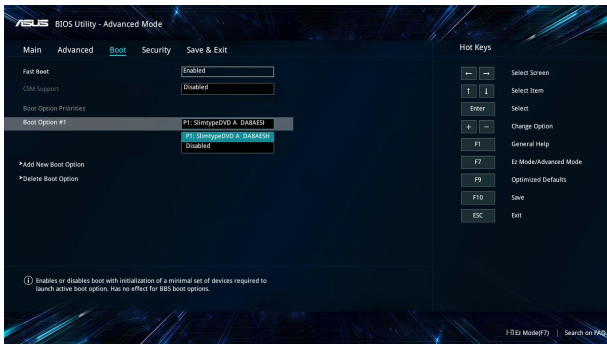 ASUS BIOS Utility - Advanced Mode
Main Advanced Boot Security Save & Exit
Fast Boot Enabled
CSM Support Disabled
Boot Option Priorities
Boot Option #1 P1: SlimtypeDVD A DA8AESH
P1: SlimtypeDVD A DA8AESH
Disabled
>Add New Boot Option
>Delete Boot Option
Enables or disables boot with initialization of a minimal set of devices required to
launch active boot option. Has no effect for BBS boot options.
Hot Keys
← → Select Screen
↑ ↓ Select Item
Enter Select
+ − Change Option
F1 General Help
F7 Ez Mode/Advanced Mode
F9 Optimized Defaults
F10 Save
ESC Exit
Ez Mode(F7) | Search on FAQ